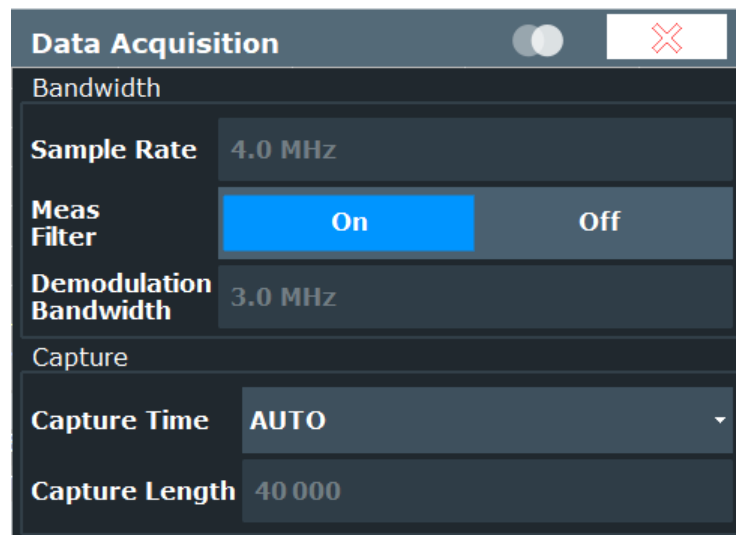 Data Acquisition
Bandwidth
Sample Rate 4.0 MHz
Meas
Filter
On Off
Demodulation
Bandwidth
3.0 MHz
Capture
Capture Time AUTO
Capture Length 40 000